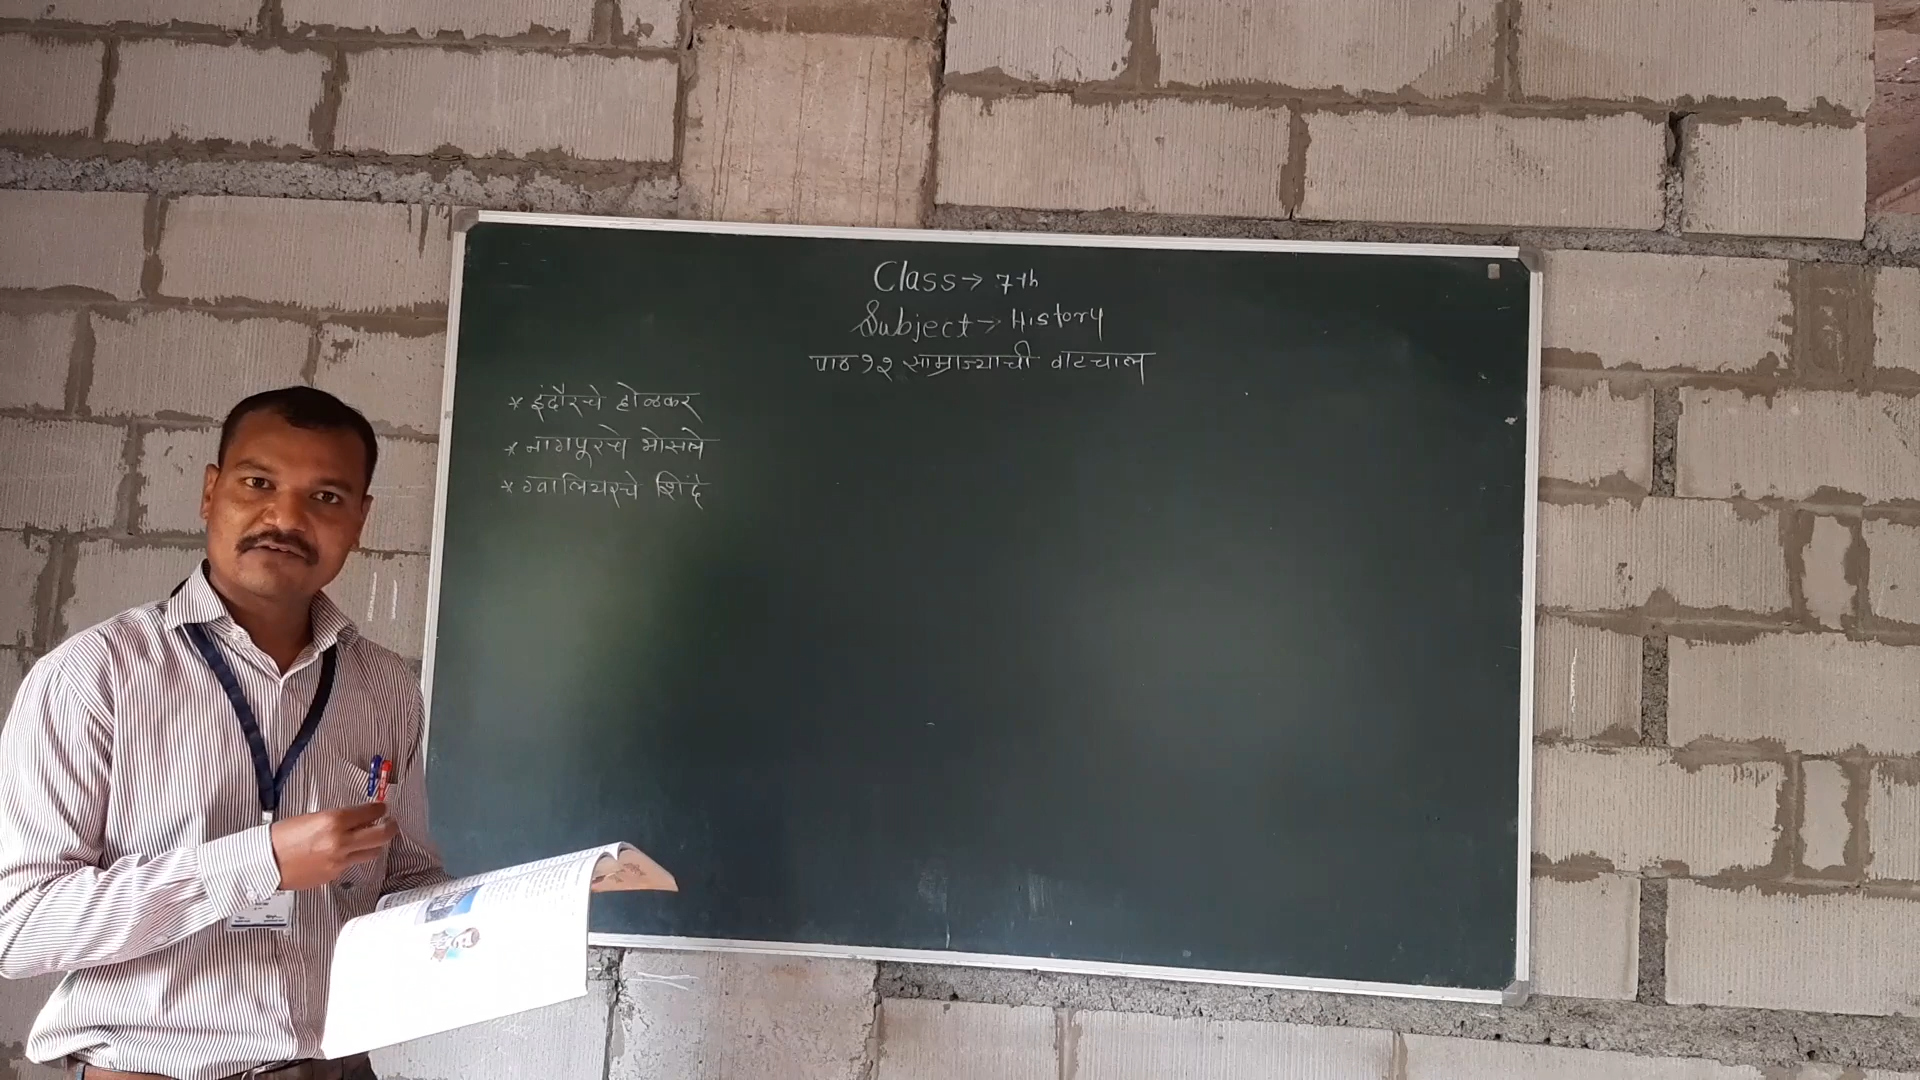 Class → 7th
Subject → History
पाठ १२ साम्राज्याची वाटचाल
* इंदौरचे होळकर
* नागपूरचे भोसले
* ग्वालियरचे शिंदे